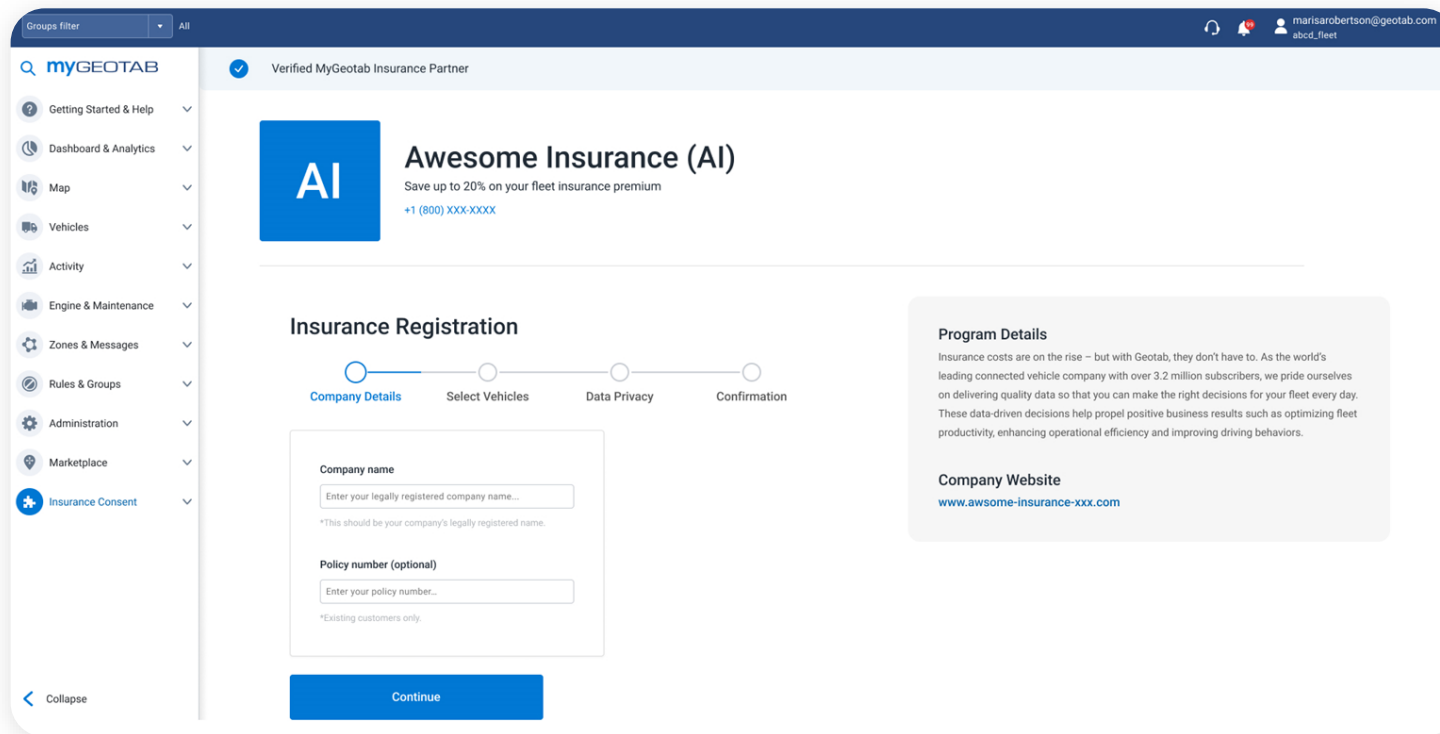 Groups filter
All
99
marisarobertson@geotab.com
abcd_fleet
myGEOTAB
Verified MyGeotab Insurance Partner
Getting Started & Help
Dashboard & Analytics
Map
Vehicles
Activity
Engine & Maintenance
Zones & Messages
Rules & Groups
Administration
Marketplace
Insurance Consent
Collapse
AI
Awesome Insurance (AI)
Save up to 20% on your fleet insurance premium
+1 (800) XXX-XXXX
Insurance Registration
Company Details
Select Vehicles
Data Privacy
Confirmation
Company name
Enter your legally registered company name...
*This should be your company's legally registered name.
Policy number (optional)
Enter your policy number...
*Existing customers only.
Continue
Program Details
Insurance costs are on the rise – but with Geotab, they don't have to. As the world's
leading connected vehicle company with over 3.2 million subscribers, we pride ourselves
on delivering quality data so that you can make the right decisions for your fleet every day.
These data-driven decisions help propel positive business results such as optimizing fleet
productivity, enhancing operational efficiency and improving driving behaviors.
Company Website
www.awsome-insurance-xxx.com